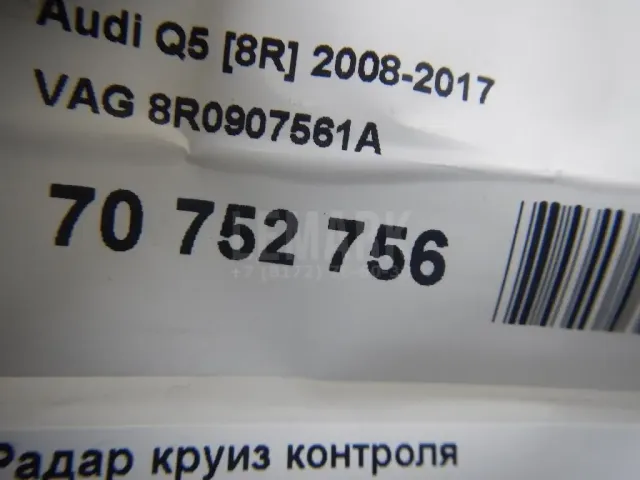 Audi Q5 [8R] 2008-2017
VAG 8R0907561A
70 752 756
Радар круиз контроля